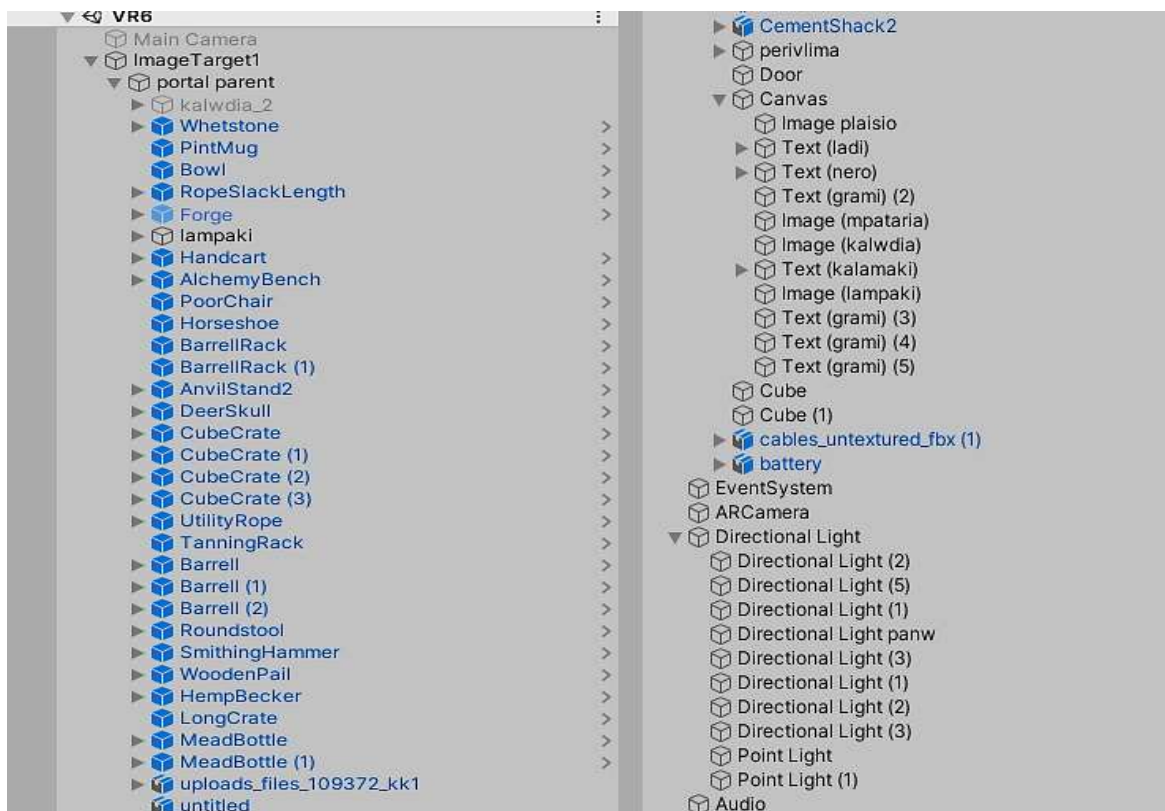 VR6
Main Camera
ImageTarget1
portal parent
kalwdia_2
Whetstone
PintMug
Bowl
RopeSlackLength
Forge
lampaki
Handcart
AlchemyBench
PoorChair
Horseshoe
BarrellRack
BarrellRack (1)
AnvilStand2
DeerSkull
CubeCrate
CubeCrate (1)
CubeCrate (2)
CubeCrate (3)
UtilityRope
TanningRack
Barrell
Barrell (1)
Barrell (2)
Roundstool
SmithingHammer
WoodenPail
HempBecker
LongCrate
MeadBottle
MeadBottle (1)
uploads_files_109372_kk1
untitled
CementShack2
perivlima
Door
Canvas
Image plaisio
Text (ladi)
Text (nero)
Text (grami) (2)
Image (mpataria)
Image (kalwdia)
Text (kalamaki)
Image (lampaki)
Text (grami) (3)
Text (grami) (4)
Text (grami) (5)
Cube
Cube (1)
cables_untextured_fbx (1)
battery
EventSystem
ARCamera
Directional Light
Directional Light (2)
Directional Light (5)
Directional Light (1)
Directional Light panw
Directional Light (3)
Directional Light (1)
Directional Light (2)
Directional Light (3)
Point Light
Point Light (1)
Audio